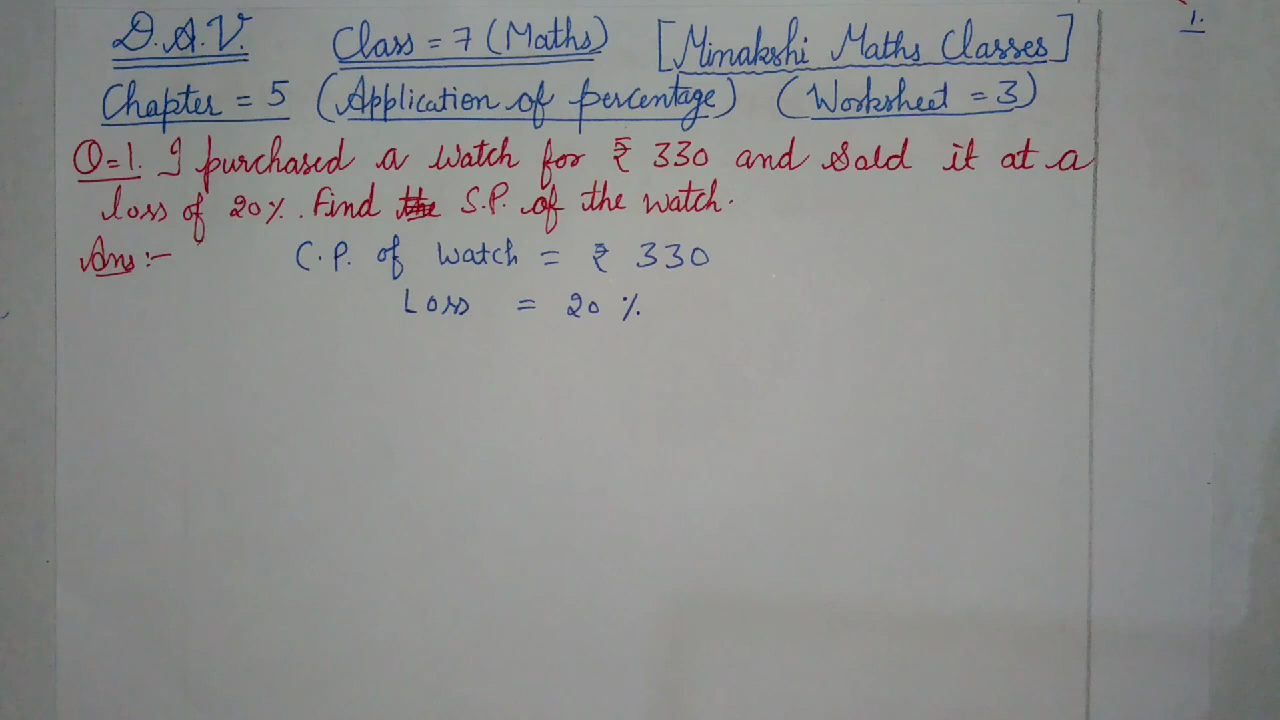 D.A.V. Class = 7 (Maths) [Minakshi Maths Classes] 1.
Chapter = 5 (Application of percentage) (Worksheet = 3)
Q=1. I purchased a watch for ₹ 330 and sold it at a
loss of 20%. Find the S.P. of the watch.
Ans :- C.P. of watch = ₹ 330
Loss = 20 %